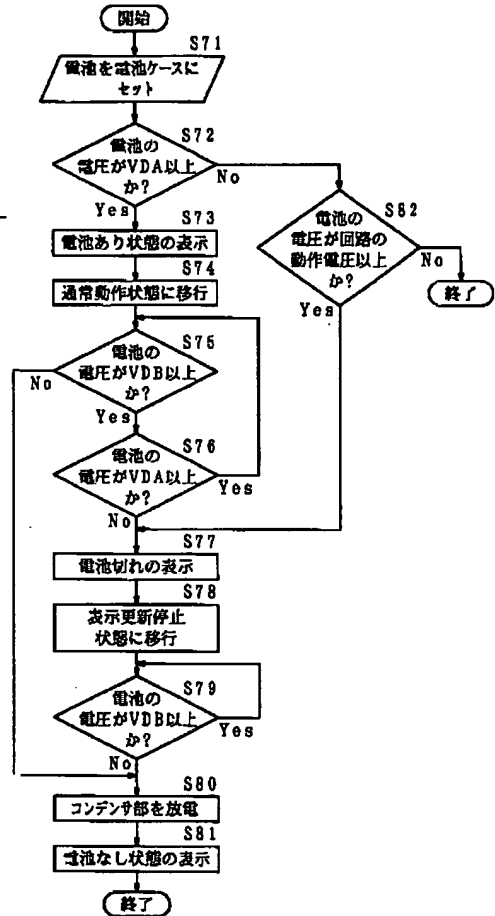 開始
S71
電池を電池ケースに
セット
S72
電池の
電圧がVDA以上
か?
No
Yes
S82
電池の
電圧が回路の
動作電圧以上
か?
No
終了
Yes
S73
電池あり状態の表示
S74
通常動作状態に移行
S75
電池の
電圧がVDB以上
か?
No
Yes
S76
電池の
電圧がVDA以上
か?
Yes
No
S77
電池切れの表示
S78
表示更新停止
状態に移行
S79
電池の
電圧がVDB以上
か?
Yes
No
S80
コンデンサ部を放電
S81
電池なし状態の表示
終了